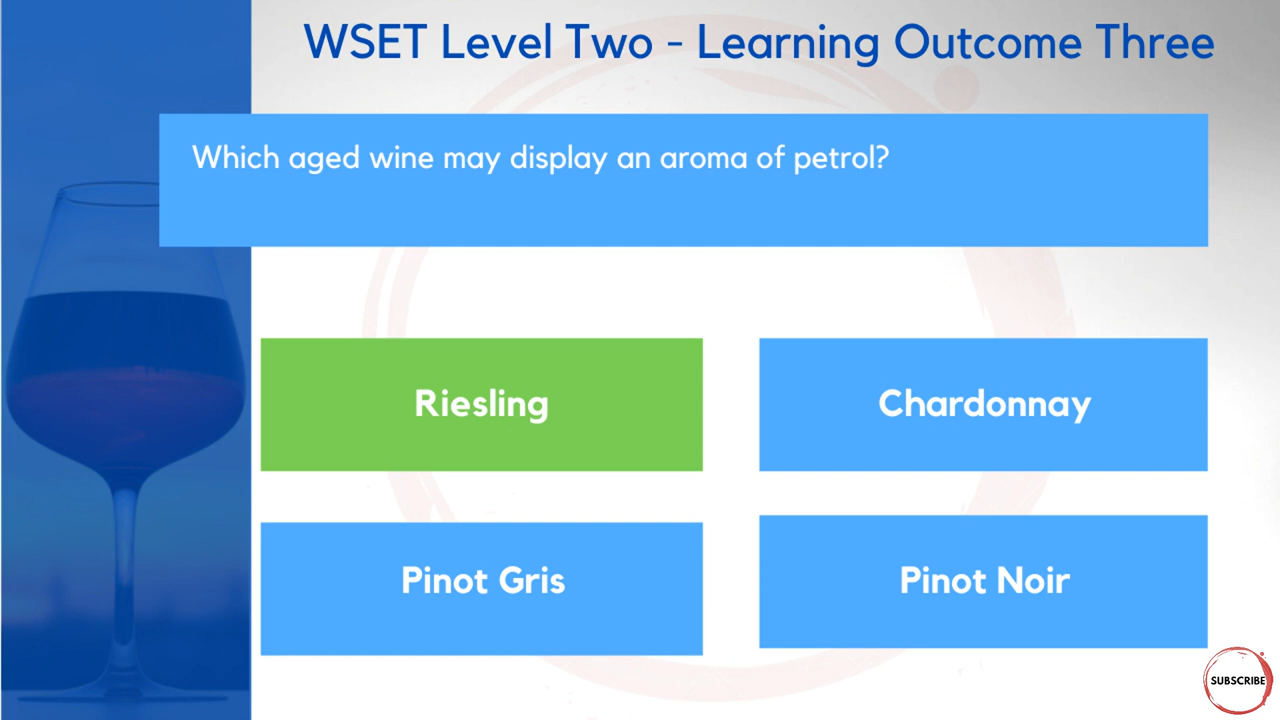 WSET Level Two - Learning Outcome Three
Which aged wine may display an aroma of petrol?
Riesling
Chardonnay
Pinot Gris
Pinot Noir
SUBSCRIBE